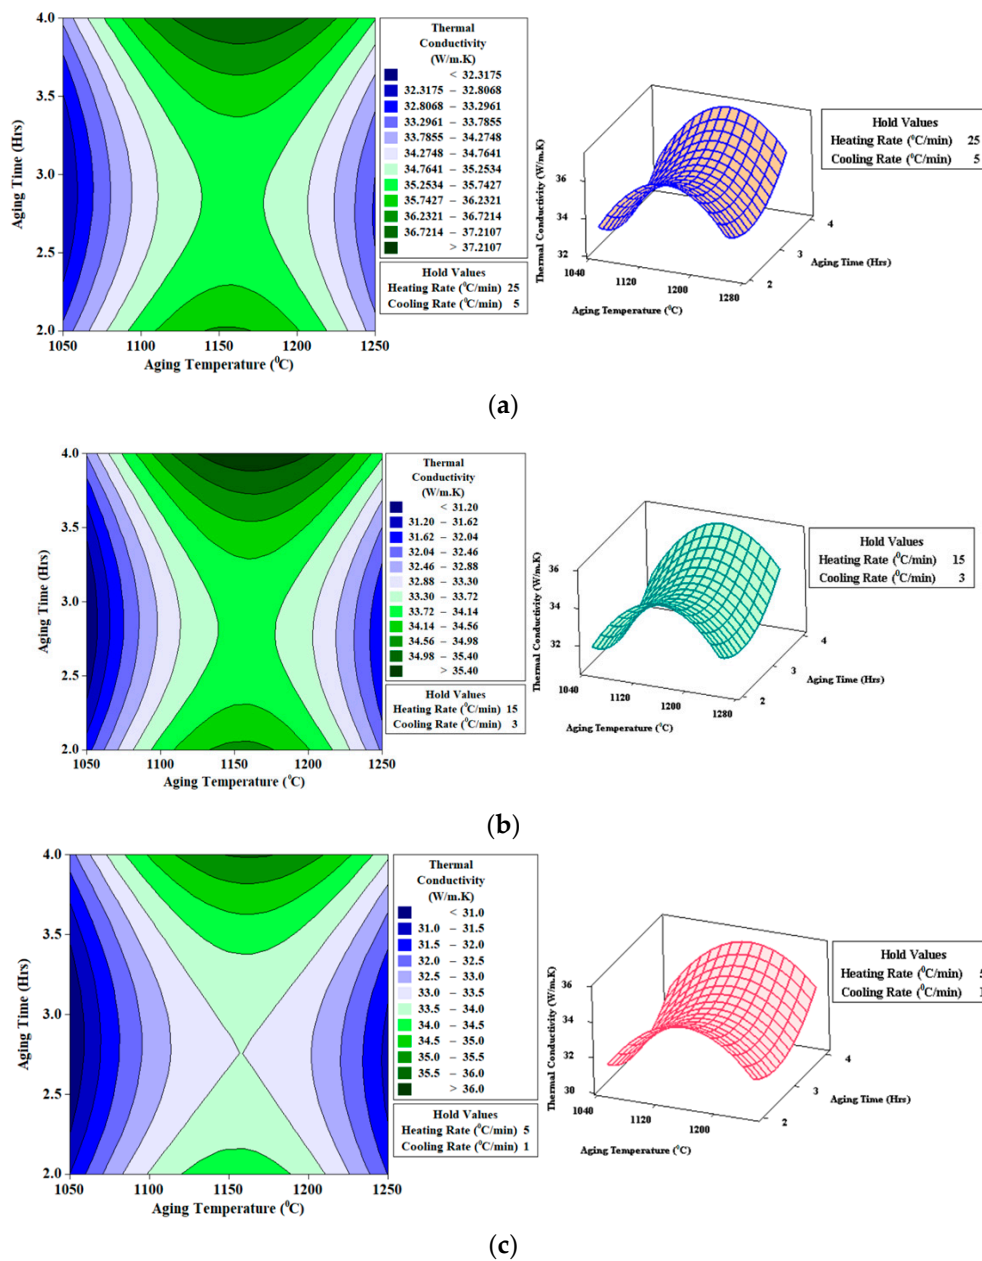 4.0
3.5
3.0
2.5
2.0
Aging Time (Hrs)
1050 1100 1150 1200 1250
Aging Temperature (⁰C)
Thermal
Conductivity
(W/m.K)
< 32.3175
32.3175 – 32.8068
32.8068 – 33.2961
33.2961 – 33.7855
33.7855 – 34.2748
34.2748 – 34.7641
34.7641 – 35.2534
35.2534 – 35.7427
35.7427 – 36.2321
36.2321 – 36.7214
36.7214 – 37.2107
> 37.2107
Hold Values
Heating Rate (⁰C/min) 25
Cooling Rate (⁰C/min) 5
Thermal Conductivity (W/m.K)
36
34
32
1040 1120 1200 1280
Aging Temperature (⁰C)
2 3 4
Aging Time (Hrs)
Hold Values
Heating Rate (⁰C/min) 25
Cooling Rate (⁰C/min) 5
(a)
4.0
3.5
3.0
2.5
2.0
Aging Time (Hrs)
1050 1100 1150 1200 1250
Aging Temperature (⁰C)
Thermal
Conductivity
(W/m.K)
< 31.20
31.20 – 31.62
31.62 – 32.04
32.04 – 32.46
32.46 – 32.88
32.88 – 33.30
33.30 – 33.72
33.72 – 34.14
34.14 – 34.56
34.56 – 34.98
34.98 – 35.40
> 35.40
Hold Values
Heating Rate (⁰C/min) 15
Cooling Rate (⁰C/min) 3
Thermal Conductivity (W/m.K)
36
34
32
1040 1120 1200 1280
Aging Temperature (⁰C)
2 3 4
Aging Time (Hrs)
Hold Values
Heating Rate (⁰C/min) 15
Cooling Rate (⁰C/min) 3
(b)
4.0
3.5
3.0
2.5
2.0
Aging Time (Hrs)
1050 1100 1150 1200 1250
Aging Temperature (⁰C)
Thermal
Conductivity
(W/m.K)
< 31.0
31.0 – 31.5
31.5 – 32.0
32.0 – 32.5
32.5 – 33.0
33.0 – 33.5
33.5 – 34.0
34.0 – 34.5
34.5 – 35.0
35.0 – 35.5
35.5 – 36.0
> 36.0
Hold Values
Heating Rate (⁰C/min) 5
Cooling Rate (⁰C/min) 1
Thermal Conductivity (W/m.K)
36
34
32
30
1040 1120 1200
Aging Temperature (⁰C)
2 3 4
Aging Time (Hrs)
Hold Values
Heating Rate (⁰C/min) 5
Cooling Rate (⁰C/min) 1
(c)